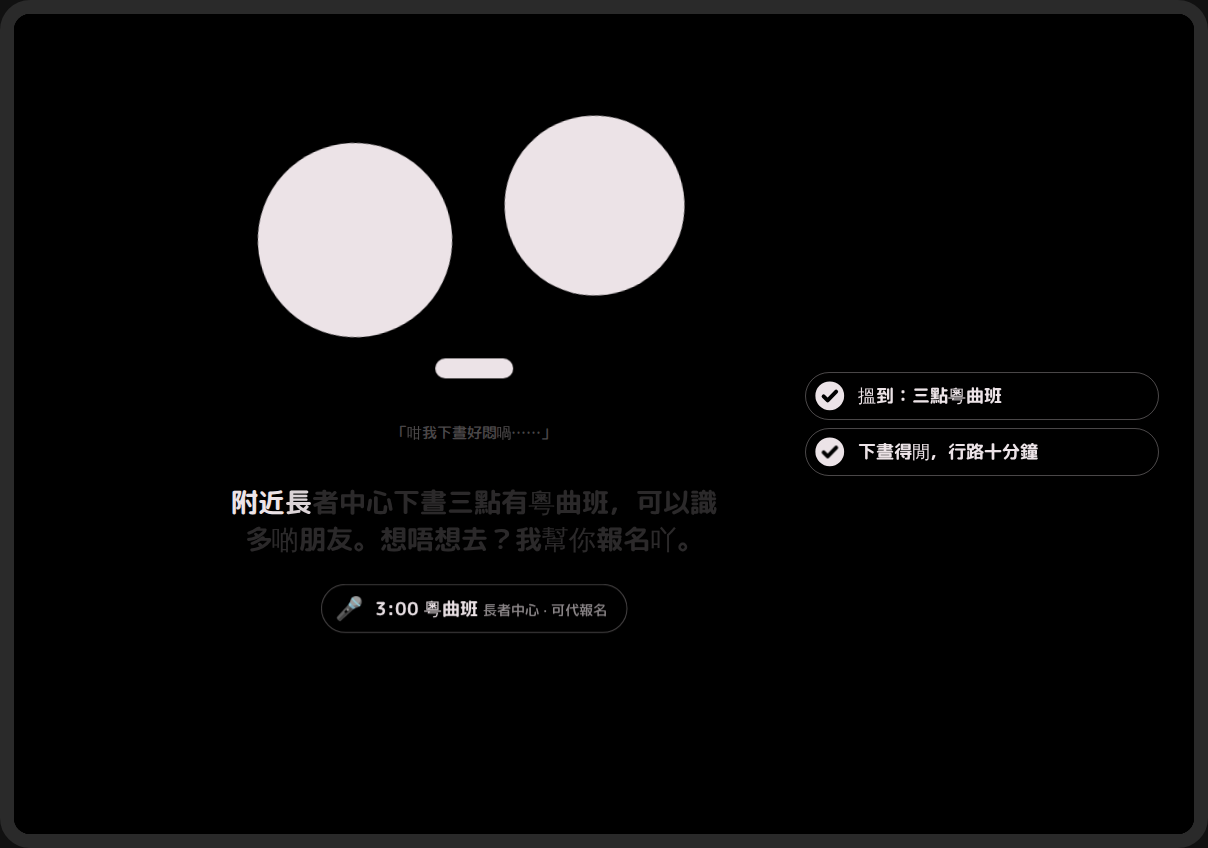 「咁我下晝好悶喎……」
附近長者中心下晝三點有粵曲班，可以識
多啲朋友。想唔想去？我幫你報名吖。
3:00 粵曲班 長者中心 · 可代報名
搵到：三點粵曲班
下晝得閒，行路十分鐘